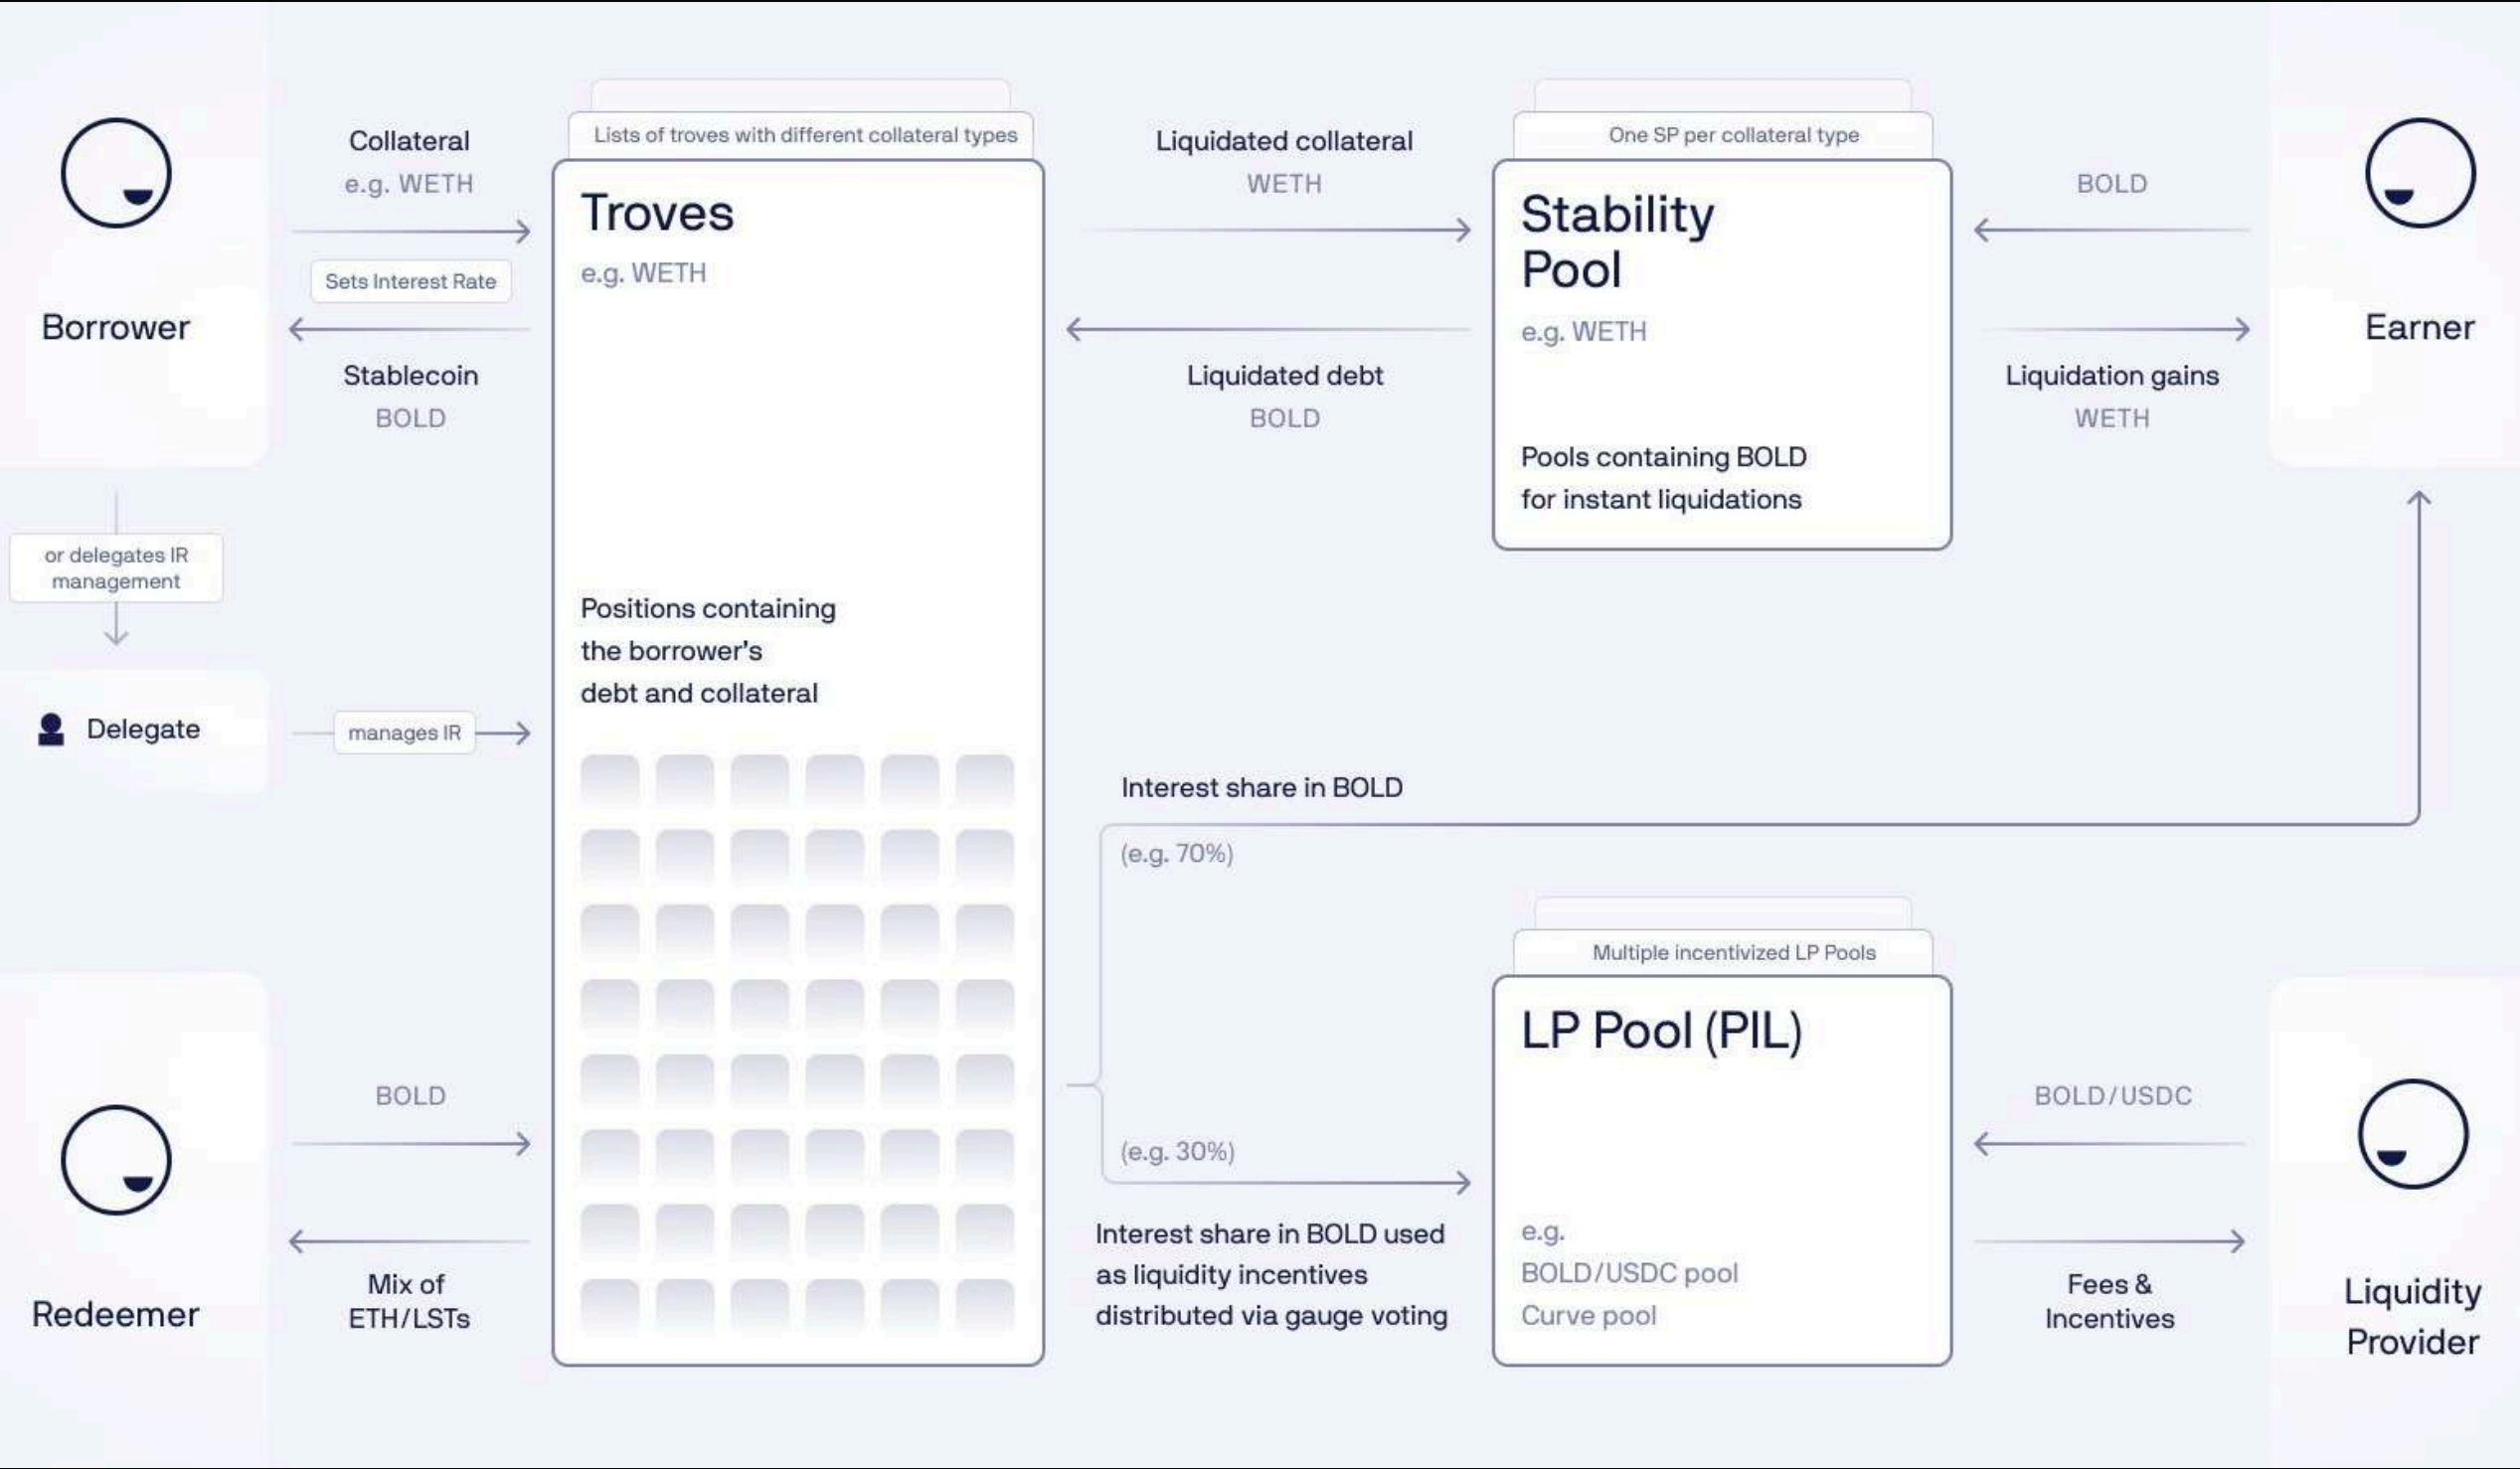 Borrower
Collateral
e.g. WETH
Sets Interest Rate
Stablecoin
BOLD
or delegates IR
management
Delegate
manages IR
Redeemer
BOLD
Mix of
ETH/LSTs
Lists of troves with different collateral types
Troves
e.g. WETH
Positions containing
the borrower's
debt and collateral
Liquidated collateral
WETH
Liquidated debt
BOLD
One SP per collateral type
Stability
Pool
e.g. WETH
Pools containing BOLD
for instant liquidations
BOLD
Liquidation gains
WETH
Earner
Interest share in BOLD
(e.g. 70%)
(e.g. 30%)
Interest share in BOLD used
as liquidity incentives
distributed via gauge voting
Multiple incentivized LP Pools
LP Pool (PIL)
e.g.
BOLD/USDC pool
Curve pool
BOLD/USDC
Fees &
Incentives
Liquidity
Provider